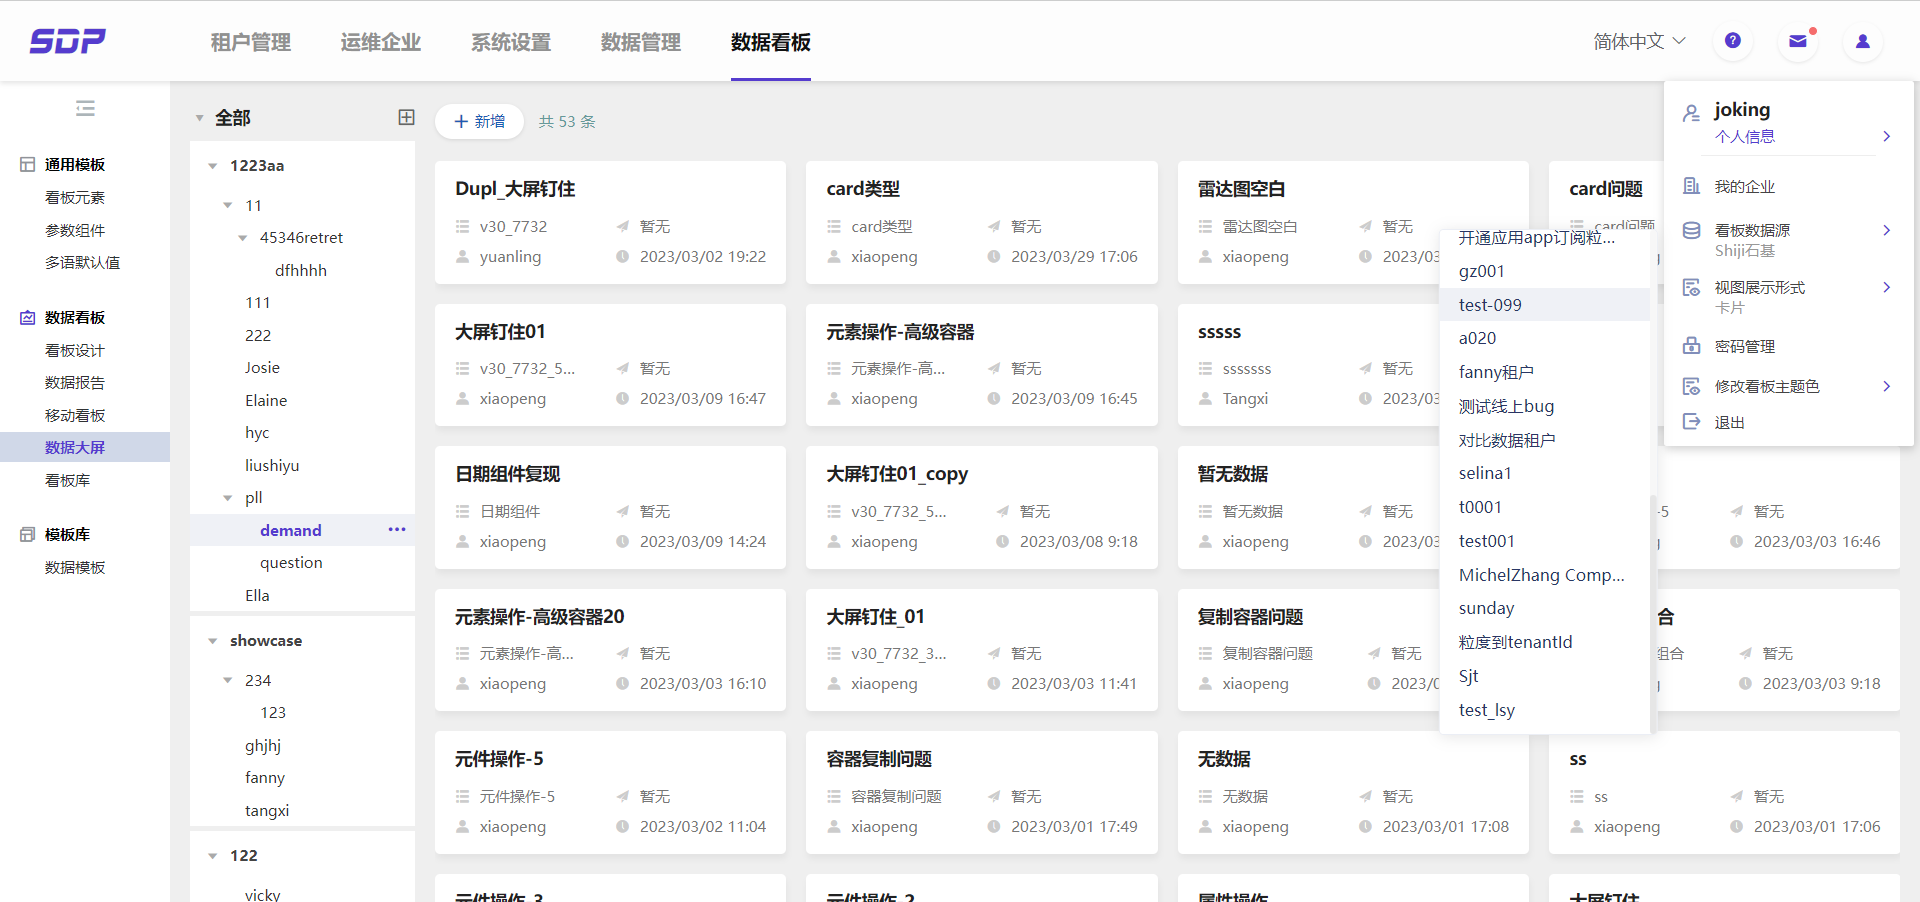 SDP
租户管理
运维企业
系统设置
数据管理
数据看板
简体中文
通用模板
看板元素
参数组件
多语默认值
数据看板
看板设计
数据报告
移动看板
数据大屏
看板库
模板库
数据模板
全部
1223aa
11
45346retret
dfhhhh
111
222
Josie
Elaine
hyc
liushiyu
pll
demand
question
Ella
showcase
234
123
ghjhj
fanny
tangxi
122
vicky
新增
共 53 条
Dupl_大屏钉住
v30_7732
暂无
yuanling
2023/03/02 19:22
card类型
card类型
暂无
xiaopeng
2023/03/29 17:06
雷达图空白
雷达图空白
暂无
xiaopeng
2023/03
card问题
card问题
大屏钉住01
v30_7732_5...
暂无
xiaopeng
2023/03/09 16:47
元素操作-高级容器
元素操作-高...
暂无
xiaopeng
2023/03/09 16:45
sssss
sssssss
暂无
Tangxi
2023/03
日期组件复现
日期组件
暂无
xiaopeng
2023/03/09 14:24
大屏钉住01_copy
v30_7732_5...
暂无
xiaopeng
2023/03/08 9:18
暂无数据
暂无数据
暂无
xiaopeng
2023/03
-5
暂无
2023/03/03 16:46
元素操作-高级容器20
元素操作-高...
暂无
xiaopeng
2023/03/03 16:10
大屏钉住_01
v30_7732_3...
暂无
xiaopeng
2023/03/03 11:41
复制容器问题
复制容器问题
暂无
xiaopeng
2023/0
合
组合
暂无
2023/03/03 9:18
元件操作-5
元件操作-5
暂无
xiaopeng
2023/03/02 11:04
容器复制问题
容器复制问题
暂无
xiaopeng
2023/03/01 17:49
无数据
无数据
暂无
xiaopeng
2023/03/01 17:08
ss
ss
暂无
xiaopeng
2023/03/01 17:06
元件操作-3
元件操作-2
属性操作
大屏钉住
开通应用app订阅粒...
gz001
test-099
a020
fanny租户
测试线上bug
对比数据租户
selina1
t0001
test001
MichelZhang Comp...
sunday
粒度到tenantId
Sjt
test_lsy
joking
个人信息
我的企业
看板数据源
Shiji石基
视图展示形式
卡片
密码管理
修改看板主题色
退出